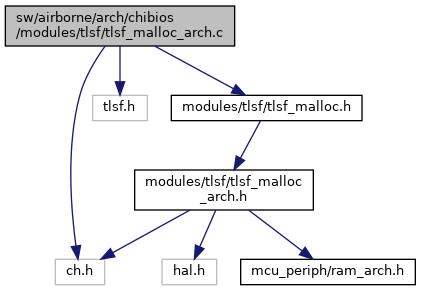 sw/airborne/arch/chibios
/modules/tlsf/tlsf_malloc_arch.c
tlsf.h
modules/tlsf/tlsf_malloc.h
modules/tlsf/tlsf_malloc
_arch.h
ch.h
hal.h
mcu_periph/ram_arch.h